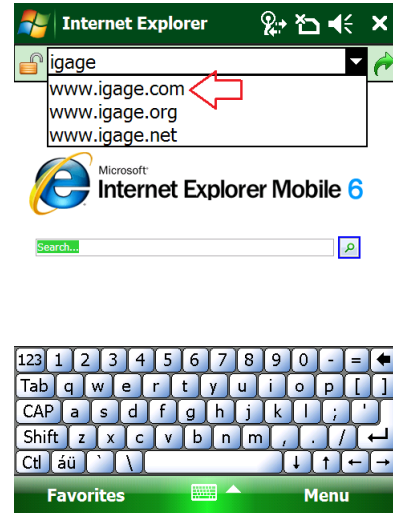 Internet Explorer
igage
www.igage.com
www.igage.org
www.igage.net
Microsoft
Internet Explorer Mobile 6
Search...
123 1 2 3 4 5 6 7 8 9 0 - =
Tab q w e r t y u i o p [ ]
CAP a s d f g h j k l ; '
Shift z x c v b n m , . /
Ctl áü ` \
Favorites Menu